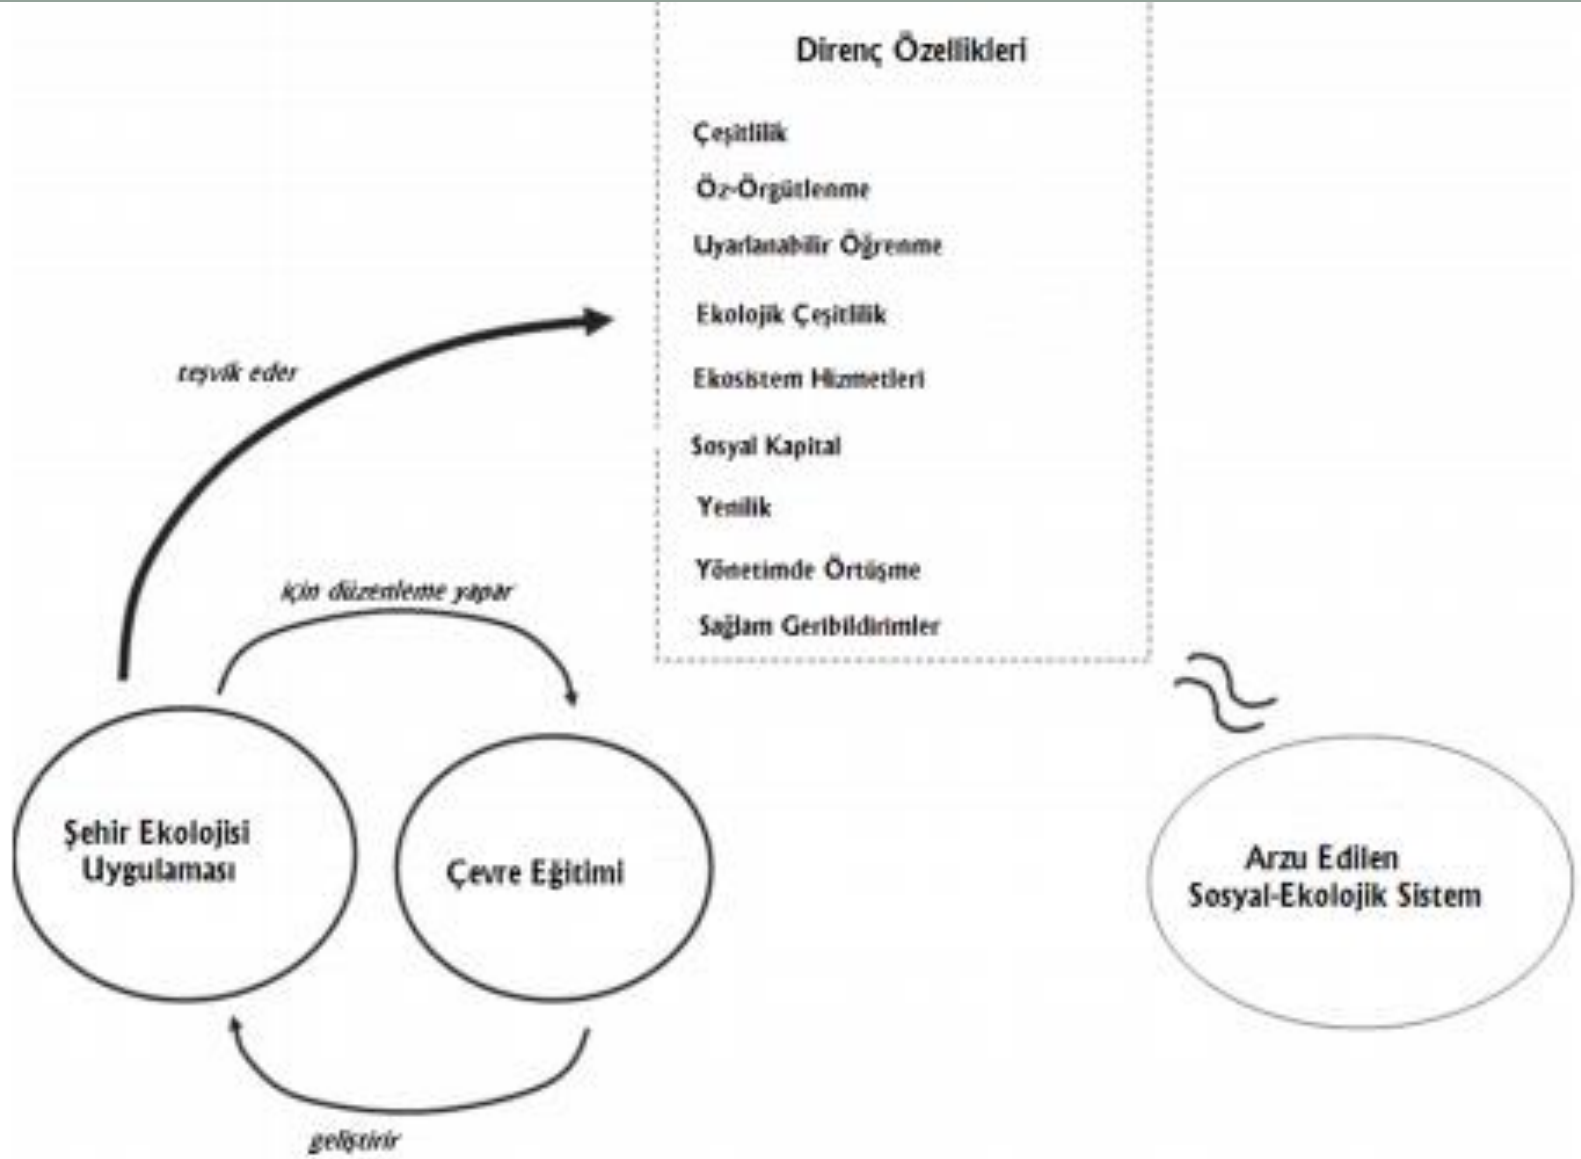 Direnç Özellikleri
Çeşitlilik
Öz-Örgütlenme
Uyarlanabilir Öğrenme
Ekolojik Çeşitlilik
Ekosistem Hizmetleri
Sosyal Kapital
Yenilik
Yönetimde Örtüşme
Sağlam Geribildirimler
teşvik eder
için düzenleme yapar
Şehir Ekolojisi
Uygulaması
Çevre Eğitimi
Arzu Edilen
Sosyal-Ekolojik Sistem
geliştirir